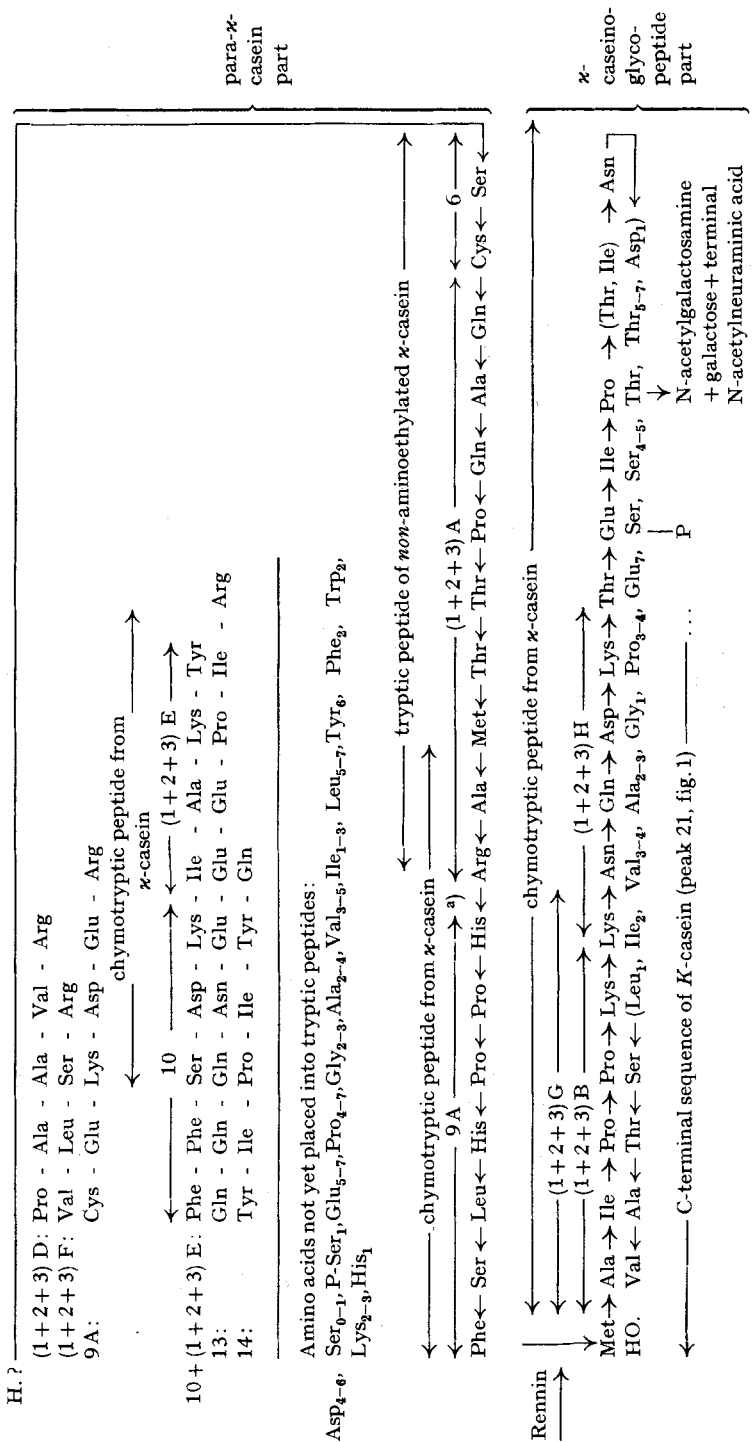 H. ?
(1+2+3) D: Pro - Ala - Ala - Val - Arg
(1+2+3) F: Val - Leu - Ser - Arg
9A: Cys - Glu - Lys - Asp - Glu - Arg
chymotryptic peptide from
ϰ-casein
10 (1+2+3) E
10+(1+2+3) E: Phe - Phe - Ser - Asp - Lys - Ile - Ala - Lys - Tyr
13: Gln - Gln - Gln - Asn - Glu - Glu - Glu - Pro - Ile - Arg
14: Tyr - Ile - Pro - Ile - Tyr - Gln
para-ϰ-
casein
part
Amino acids not yet placed into tryptic peptides:
Asp4–6, Ser0–1, P-Ser1, Glu5–7, Pro4–7, Gly2–3, Ala2–4, Val3–5, Ile1–3, Leu5–7, Tyr6, Phe2, Trp2,
Lys2–3, His1
tryptic peptide of non-aminoethylated ϰ-casein
chymotryptic peptide from ϰ-casein
9A a) (1+2+3) A 6
Phe← Ser ← Leu← His← Pro ← Pro ← His ← Arg ← Ala ← Met← Thr← Thr← Pro← Gln← Ala ← Gln← Cys ← Ser
Rennin
chymotryptic peptide from ϰ-casein
(1+2+3) G
(1+2+3) B (1+2+3) H
Met→ Ala → Ile → Pro→ Pro→ Lys→ Lys→ Asn→ Gln→ Asp→ Lys→ Thr→ Glu → Ile → Pro → (Thr, Ile) → Asn
HO. Val ← Ala ← Thr← Ser ← (Leu1, Ile2, Val3–4, Ala2–3, Gly1, Pro3–4, Glu7, Ser, Ser4–5, Thr, Thr5–7, Asp1)
P
C-terminal sequence of K-casein (peak 21, fig. 1) ...
N-acetylgalactosamine
+ galactose + terminal
N-acetylneuraminic acid
ϰ-
caseino-
glyco-
peptide
part